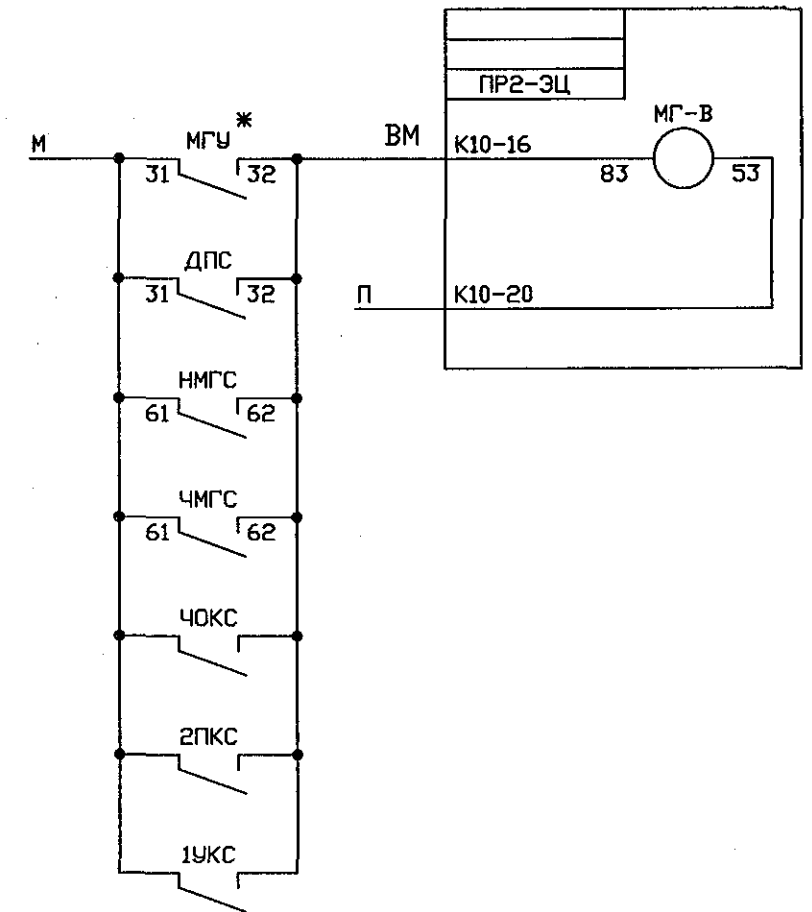 ПР2-ЭЦ
МГ-В
М
МГУ*
ВМ
К10-16
31 32
83 53
ДПС
31 32
П
К10-20
НМГС
61 62
ЧМГС
61 62
ЧОКС
2ПКС
1УКС